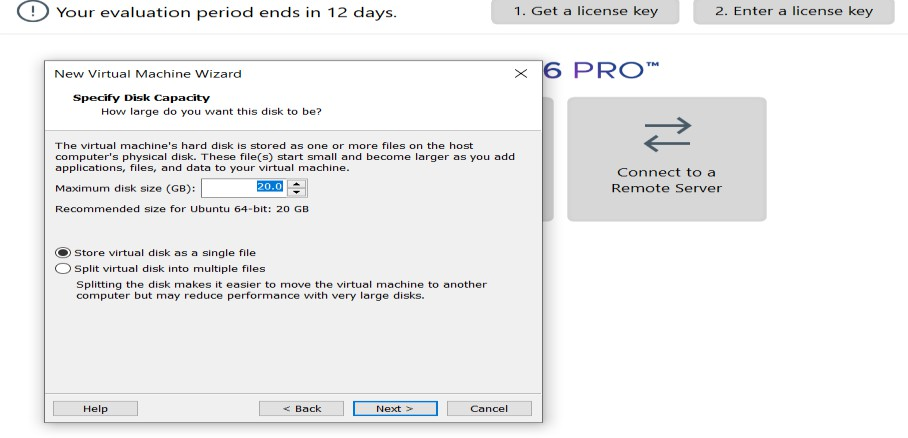 Your evaluation period ends in 12 days.
1. Get a license key
2. Enter a license key
6 PRO™
New Virtual Machine Wizard
Specify Disk Capacity
How large do you want this disk to be?
The virtual machine's hard disk is stored as one or more files on the host
computer's physical disk. These file(s) start small and become larger as you add
applications, files, and data to your virtual machine.
Maximum disk size (GB): 20.0
Recommended size for Ubuntu 64-bit: 20 GB
Store virtual disk as a single file
Split virtual disk into multiple files
Splitting the disk makes it easier to move the virtual machine to another
computer but may reduce performance with very large disks.
Help
< Back
Next >
Cancel
Connect to a
Remote Server